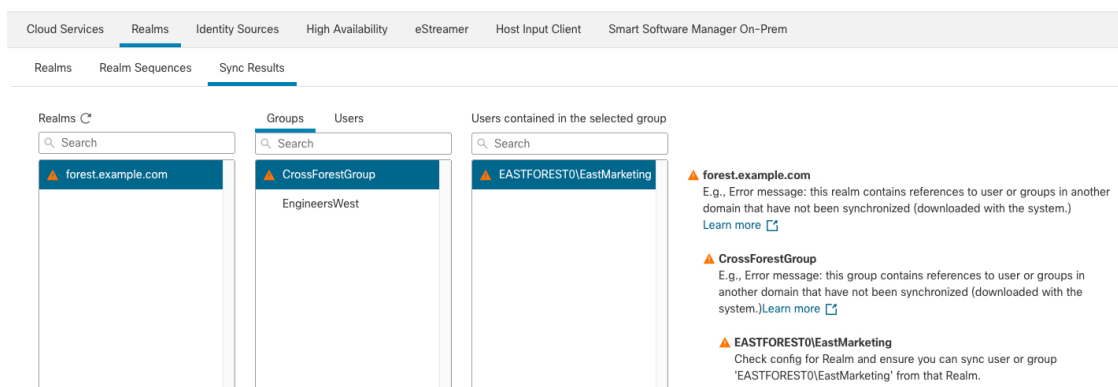 Cloud Services Realms Identity Sources High Availability eStreamer Host Input Client Smart Software Manager On-Prem
Realms Realm Sequences Sync Results
Realms
Search
forest.example.com
Groups Users
Search
CrossForestGroup
EngineersWest
Users contained in the selected group
Search
EASTFOREST0\EastMarketing
forest.example.com
E.g., Error message: this realm contains references to user or groups in another
domain that have not been synchronized (downloaded with the system.)
Learn more
CrossForestGroup
E.g., Error message: this group contains references to user or groups in
another domain that have not been synchronized (downloaded with the
system.)Learn more
EASTFOREST0\EastMarketing
Check config for Realm and ensure you can sync user or group
'EASTFOREST0\EastMarketing' from that Realm.